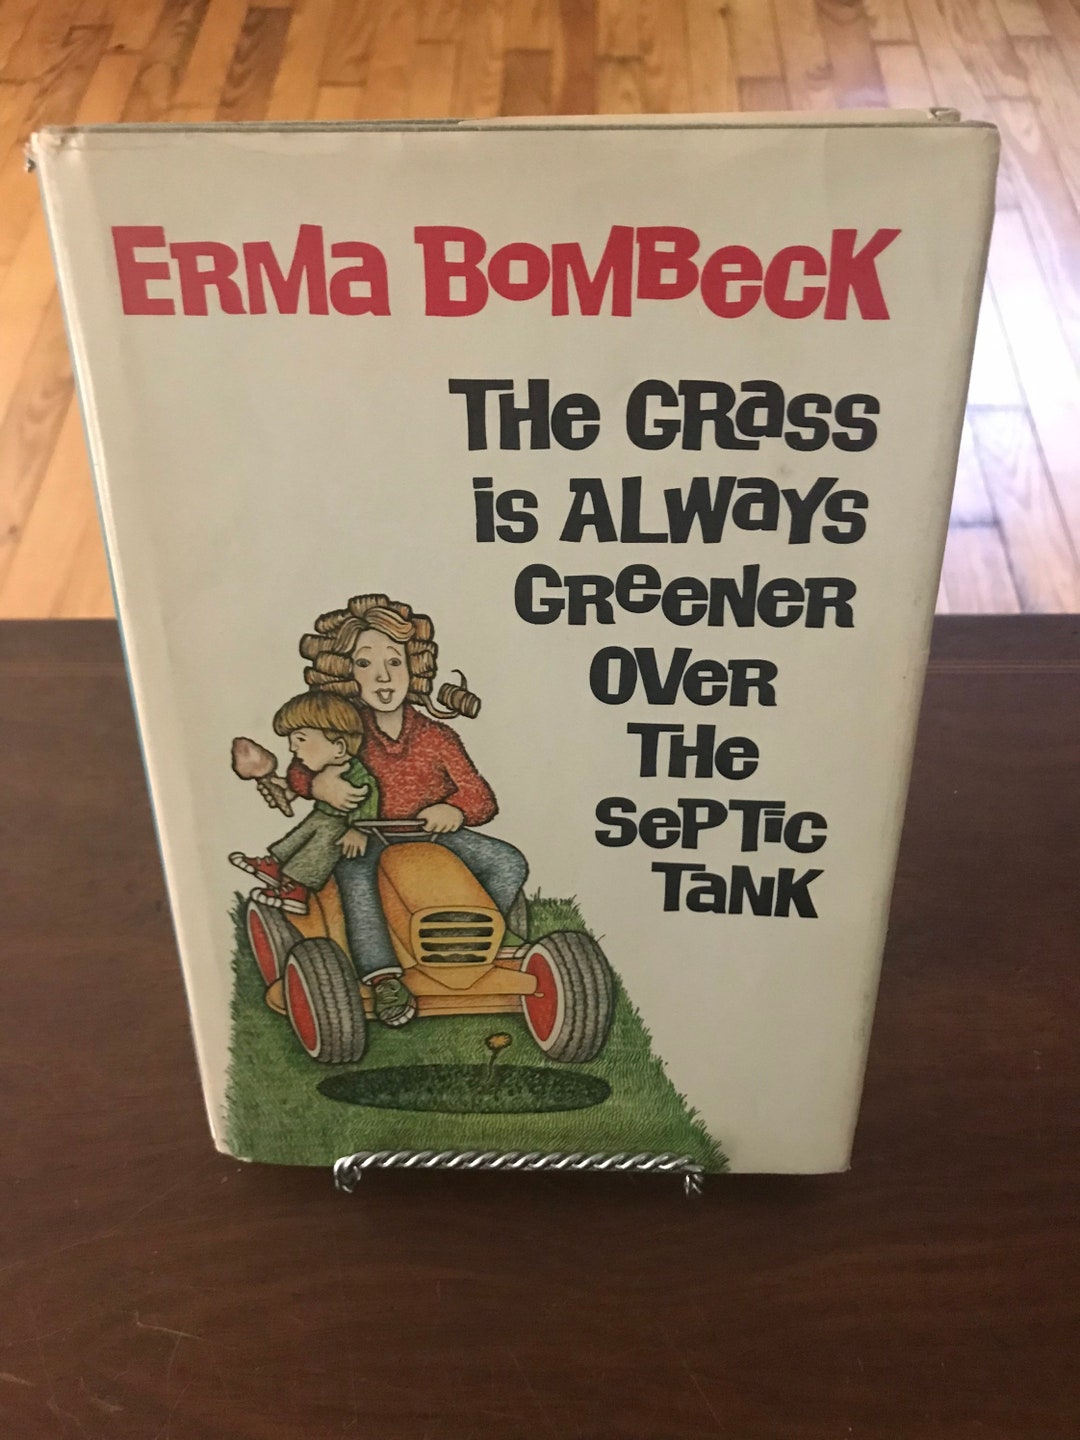 ERMa BOMBecK
THe GRaSS
iS ALWaYS
GReeNeR
OVeR
THe
SePTiC
TaNK